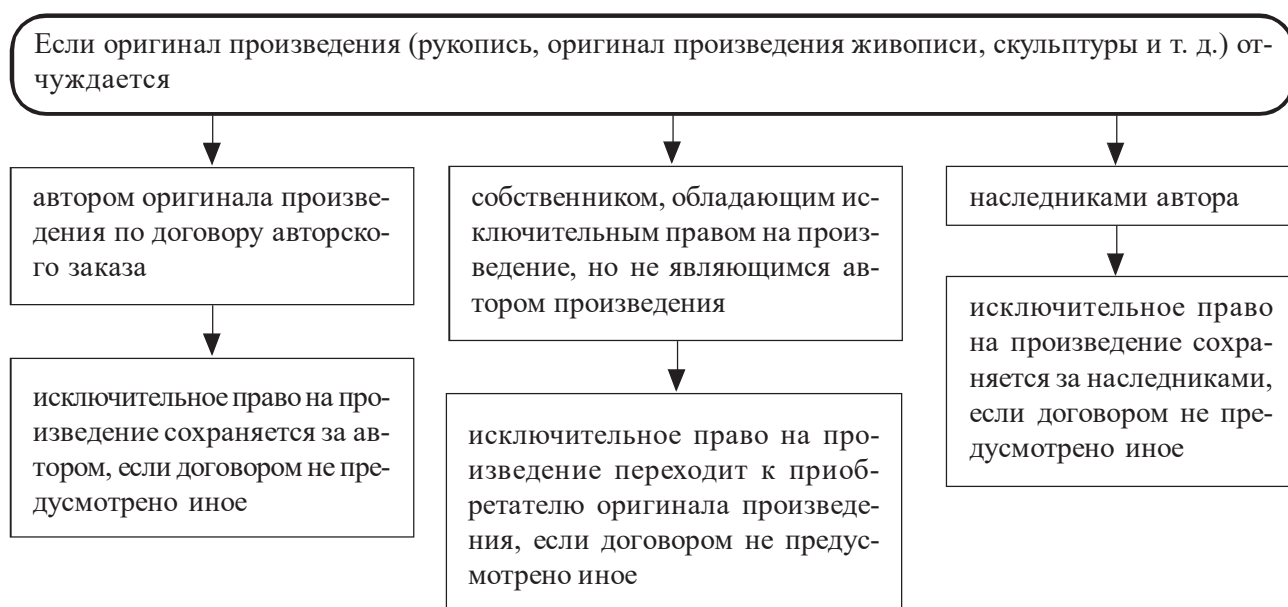 Если оригинал произведения (рукопись, оригинал произведения живописи, скульптуры и т. д.) от-
чуждается
автором оригинала произве-
дения по договору авторско-
го заказа
исключительное право на про-
изведение сохраняется за ав-
тором, если договором не пре-
дусмотрено иное
собственником, обладающим ис-
ключительным правом на произ-
ведение, но не являющимся ав-
тором произведения
исключительное право на про-
изведение переходит к приоб-
ретателю оригинала произведе-
ния, если договором не предус-
мотрено иное
наследниками автора
исключительное право
на произведение сохра-
няется за наследниками,
если договором не пре-
дусмотрено иное